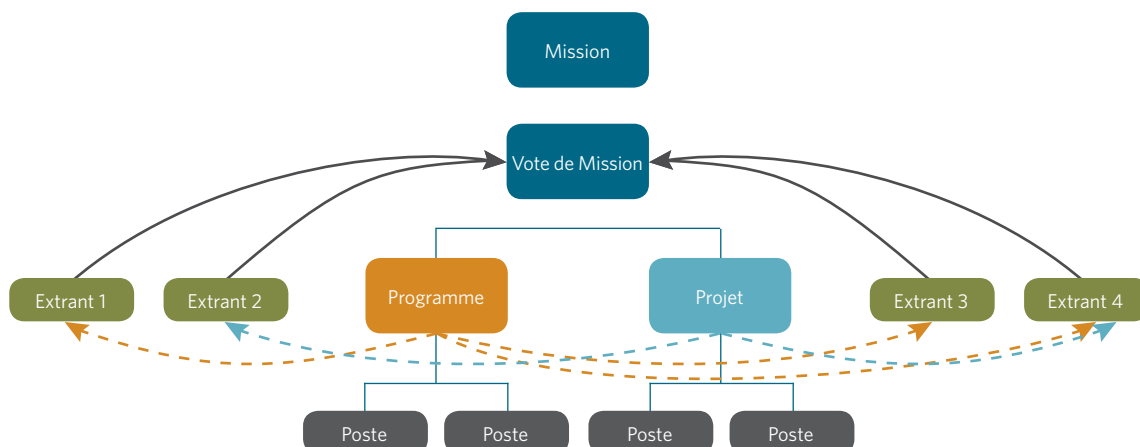 Mission
Vote de Mission
Extrant 1
Extrant 2
Programme
Projet
Extrant 3
Extrant 4
Poste
Poste
Poste
Poste